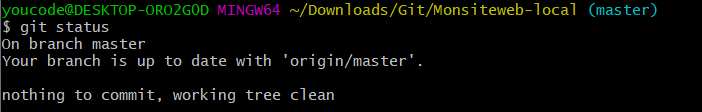 youcode@DESKTOP-ORO2G0D MINGW64 ~/Downloads/Git/Monsiteweb-local (master)
$ git status
On branch master
Your branch is up to date with 'origin/master'.
nothing to commit, working tree clean